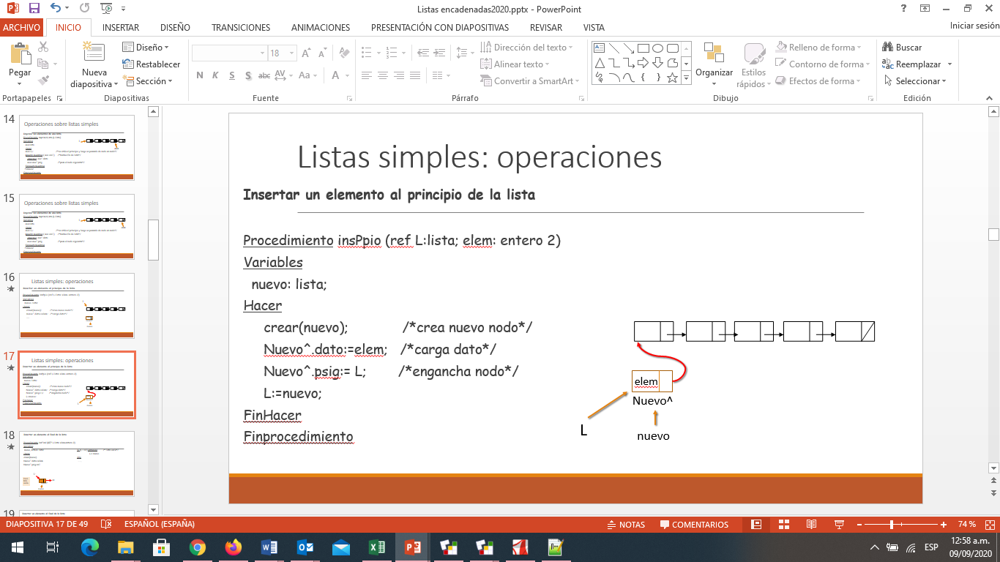 Listas encadenadas2020.pptx - PowerPoint
ARCHIVO INICIO INSERTAR DISEÑO TRANSICIONES ANIMACIONES PRESENTACIÓN CON DIAPOSITIVAS REVISAR VISTA Iniciar sesión
Pegar
Portapapeles
Nueva diapositiva
Diseño
Restablecer
Sección
Diapositivas
18
N K S S abc AV Aa A
Fuente
Dirección del texto
Alinear texto
Convertir a SmartArt
Párrafo
Organizar
Estilos rápidos
Relleno de forma
Contorno de forma
Efectos de forma
Dibujo
Buscar
Reemplazar
Seleccionar
Edición
14
Operaciones sobre listas simples
15
Operaciones sobre listas simples
16
Listas simples: operaciones
17
Listas simples: operaciones
18
19
Listas simples: operaciones
Insertar un elemento al principio de la lista
Procedimiento insPpio (ref L:lista; elem: entero 2)
Variables
nuevo: lista;
Hacer
crear(nuevo); /*crea nuevo nodo*/
Nuevo^.dato:=elem; /*carga dato*/
Nuevo^.psig:= L; /*engancha nodo*/
L:=nuevo;
FinHacer
Finprocedimiento
elem
Nuevo^
L
nuevo
DIAPOSITIVA 17 DE 49 ESPAÑOL (ESPAÑA) NOTAS COMENTARIOS 74 %
ESP
12:58 a.m.
09/09/2020